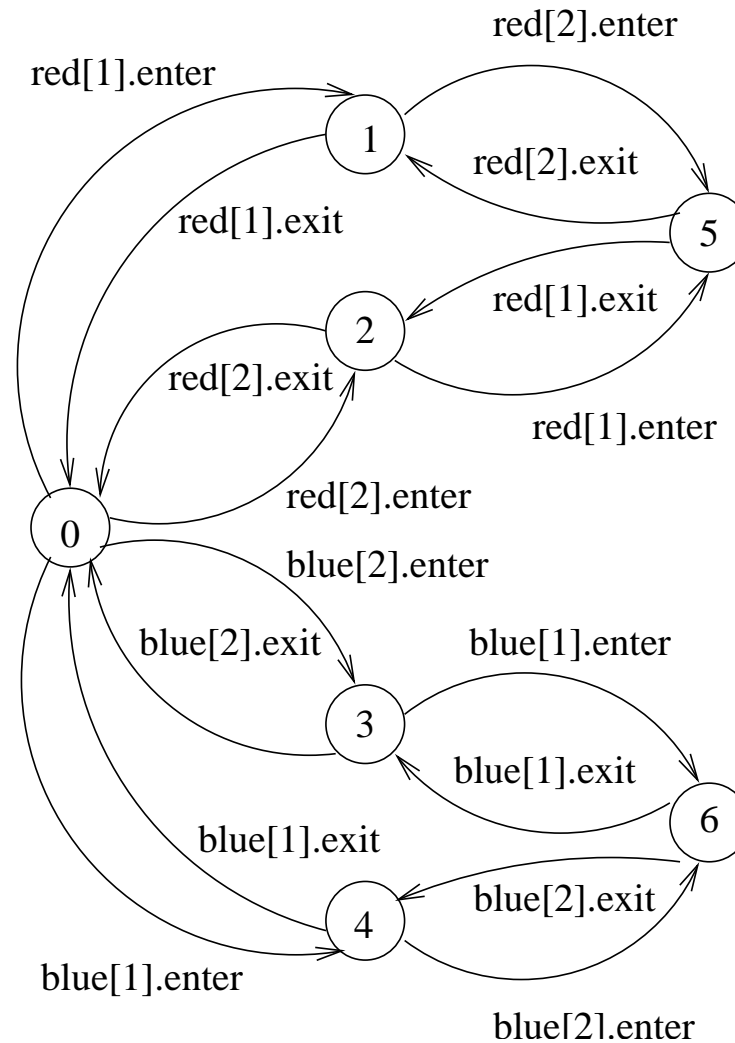 red[2].enter
red[1].enter
1
red[2].exit
red[1].exit
5
red[1].exit
2
red[2].exit
red[1].enter
red[2].enter
0
blue[2].enter
blue[2].exit
blue[1].enter
3
blue[1].exit
6
blue[1].exit
blue[2].exit
4
blue[1].enter
blue[2].enter